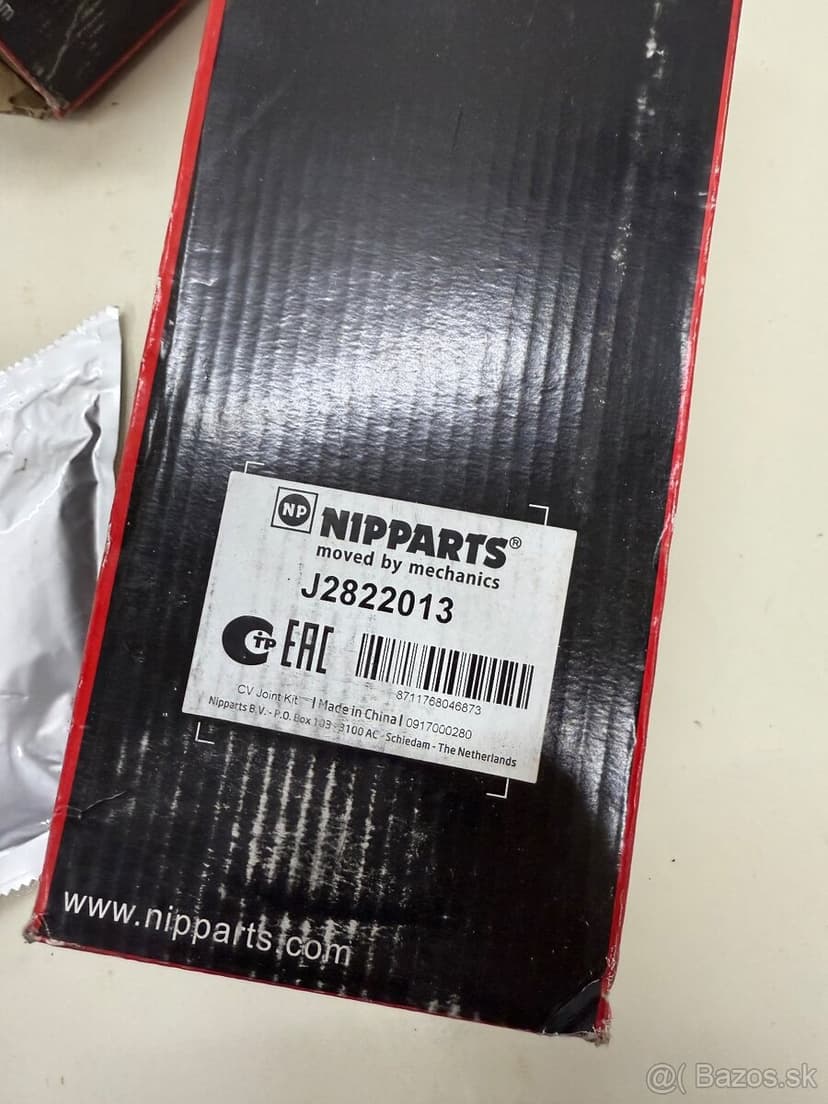 m
NP NIPPARTS®
moved by mechanics
J2822013
CTP EAC
8711768046873
CV Joint Kit | Made in China | 0917000280
Nipparts B.V. - P.O. Box 103 - 3100 AC Schiedam - The Netherlands
www.nipparts.com
@( Bazos.sk